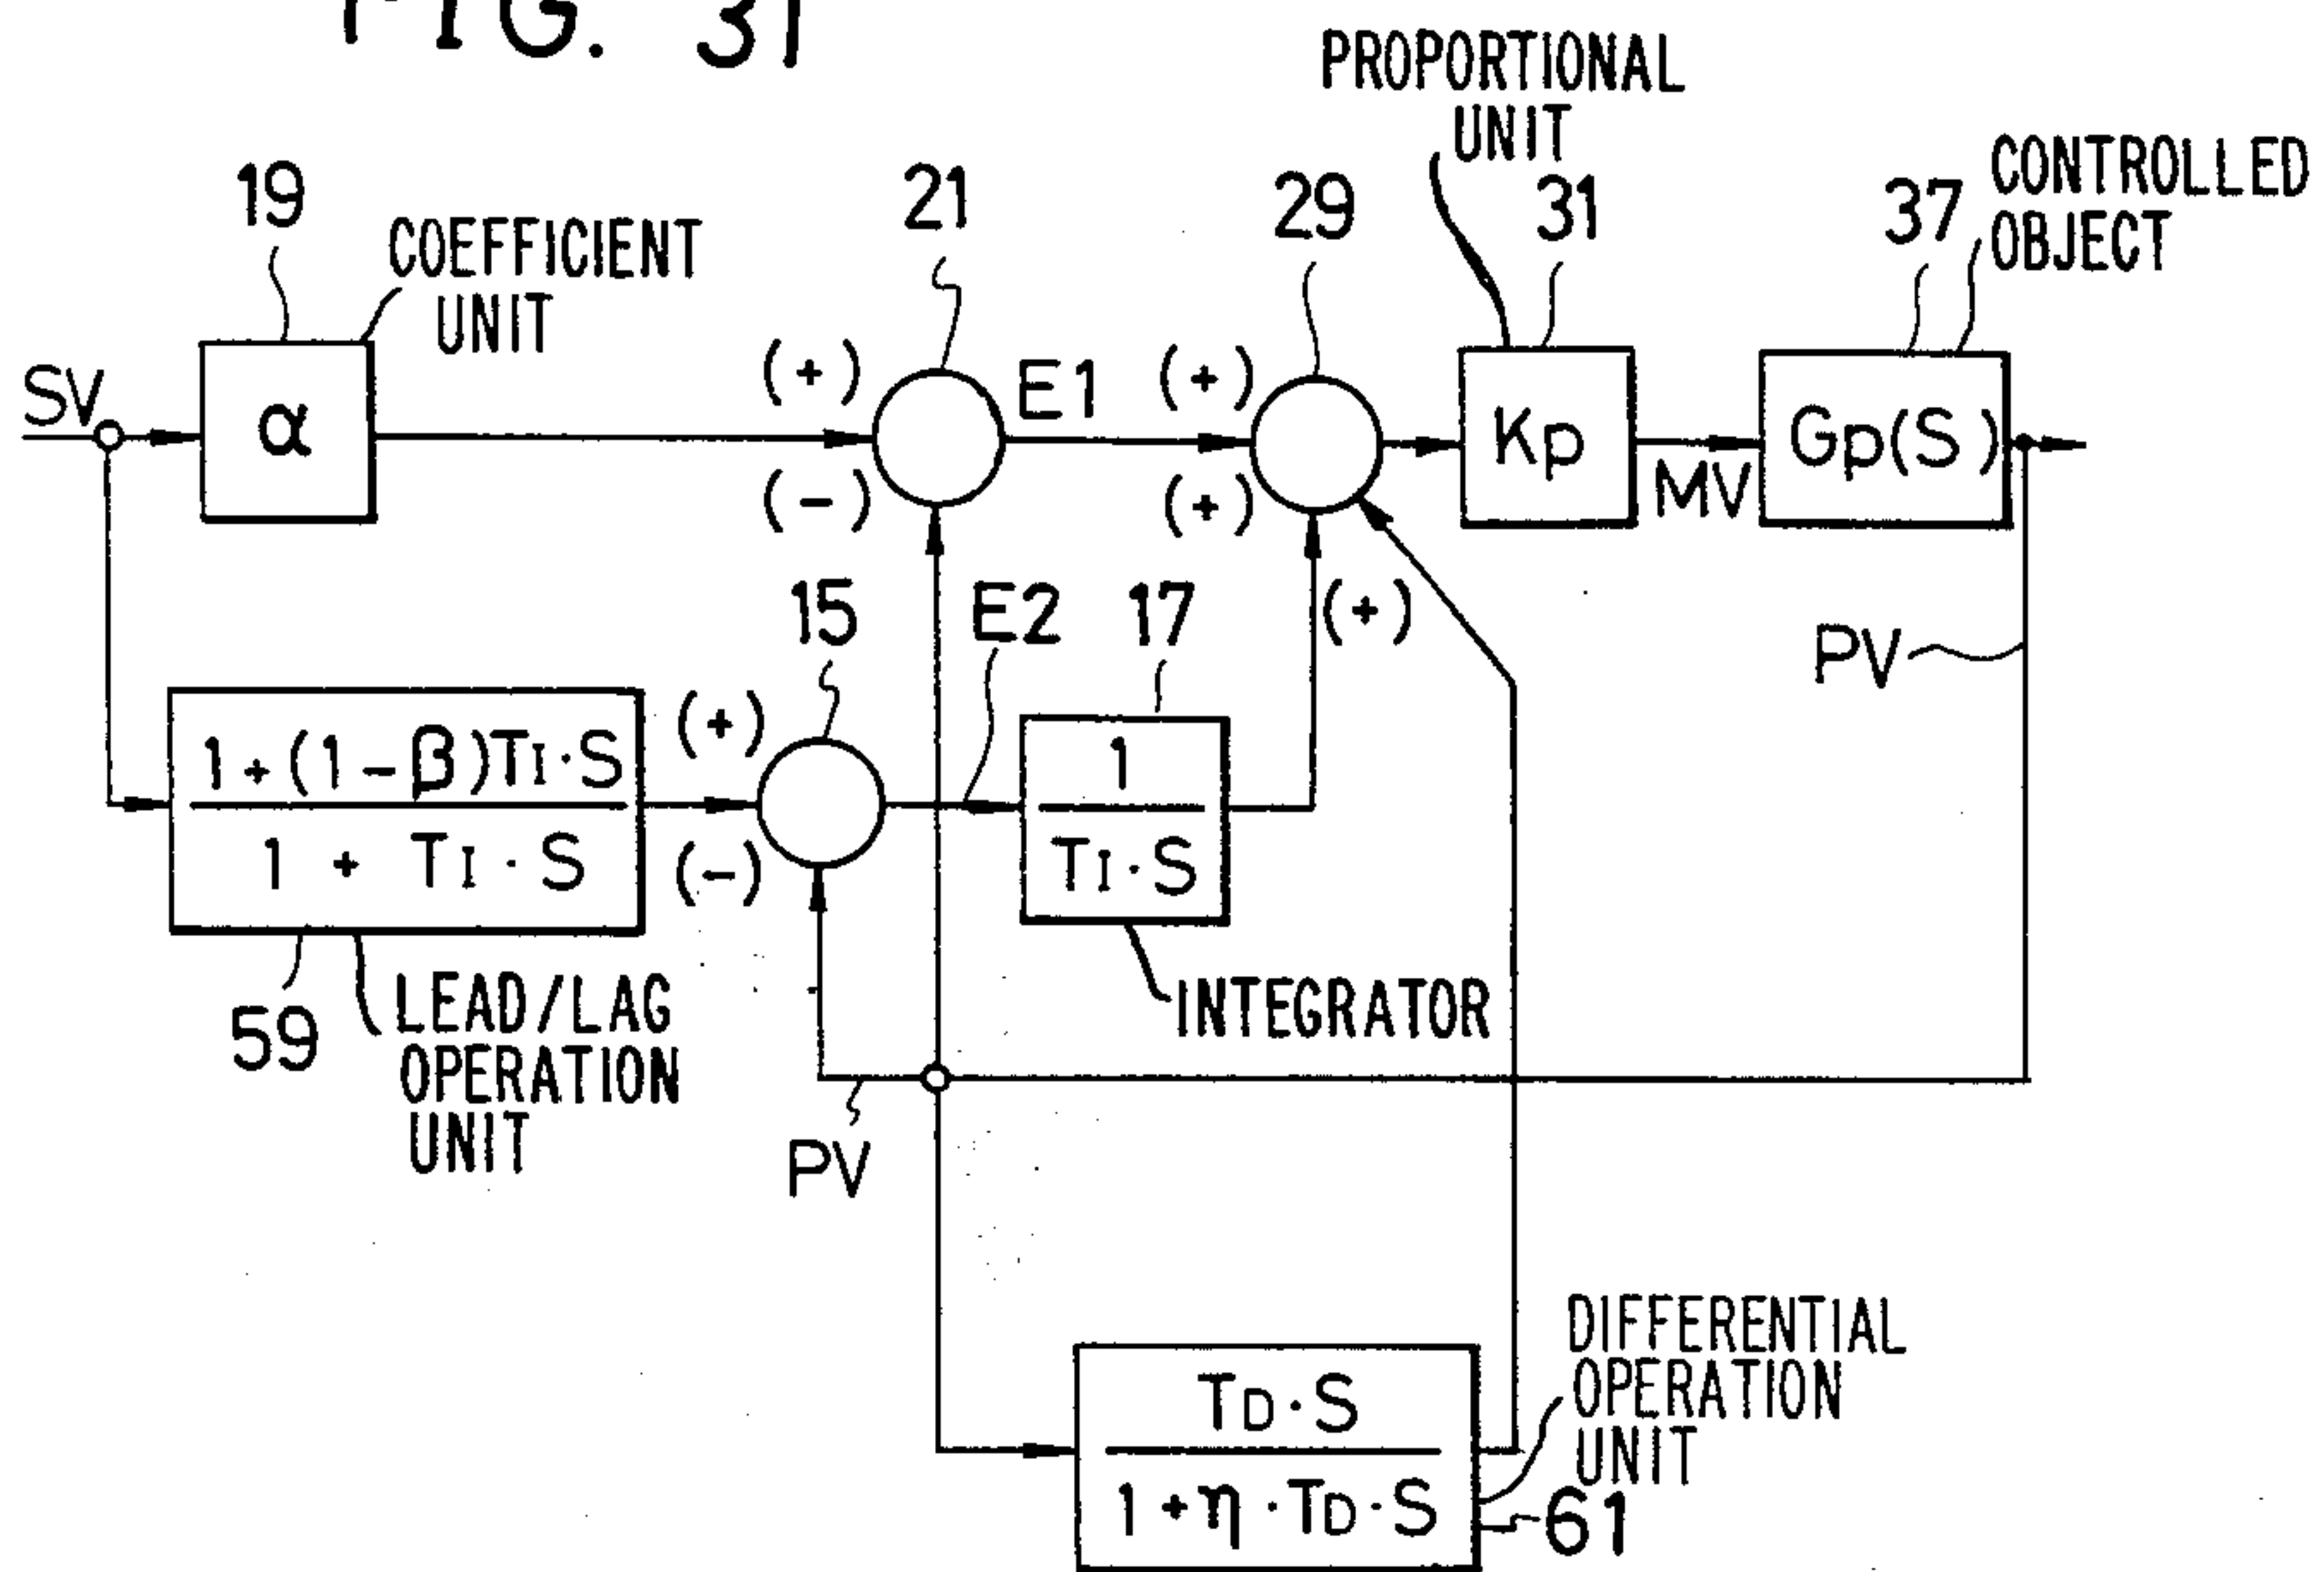 FIG. 31
PROPORTIONAL
UNIT
31
CONTROLLED
OBJECT
37
19
COEFFICIENT
UNIT
21
29
SV
α
(+)
(-)
E1
(+)
(+)
Kp
MV
Gp(S)
15
E2
17
(+)
PV
1+(1-β)TI·S
1 + TI·S
(+)
(-)
1
TI·S
59
LEAD/LAG
OPERATION
UNIT
INTEGRATOR
PV
TD·S
1+η·TD·S
DIFFERENTIAL
OPERATION
UNIT
61